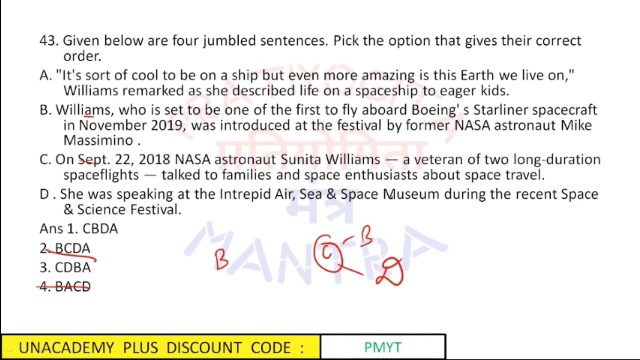 43. Given below are four jumbled sentences. Pick the option that gives their correct
order.
A. "It's sort of cool to be on a ship but even more amazing is this Earth we live on,"
Williams remarked as she described life on a spaceship to eager kids.
B. Williams, who is set to be one of the first to fly aboard Boeing' s Starliner spacecraft
in November 2019, was introduced at the festival by former NASA astronaut Mike
Massimino .
C. On Sept. 22, 2018 NASA astronaut Sunita Williams — a veteran of two long-duration
spaceflights — talked to families and space enthusiasts about space travel.
D . She was speaking at the Intrepid Air, Sea & Space Museum during the recent Space
& Science Festival.
Ans 1. CBDA
2. BCDA
3. CDBA
4. BACD
B
C B
D
प्रतियोगिता
मंत्र
MANTRA
UNACADEMY PLUS DISCOUNT CODE : PMYT